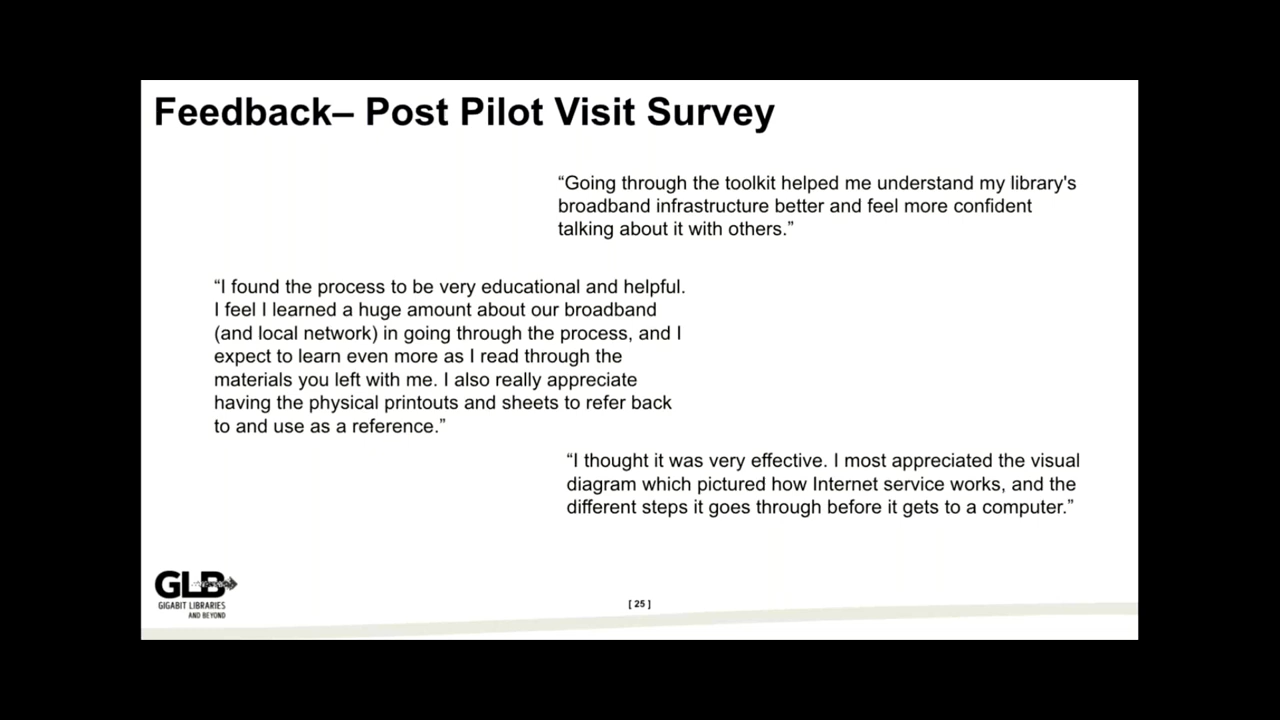 Feedback– Post Pilot Visit Survey
“Going through the toolkit helped me understand my library's
broadband infrastructure better and feel more confident
talking about it with others.”
“I found the process to be very educational and helpful.
I feel I learned a huge amount about our broadband
(and local network) in going through the process, and I
expect to learn even more as I read through the
materials you left with me. I also really appreciate
having the physical printouts and sheets to refer back
to and use as a reference.”
“I thought it was very effective. I most appreciated the visual
diagram which pictured how Internet service works, and the
different steps it goes through before it gets to a computer.”
GLB
GIGABIT LIBRARIES
AND BEYOND
[ 25 ]